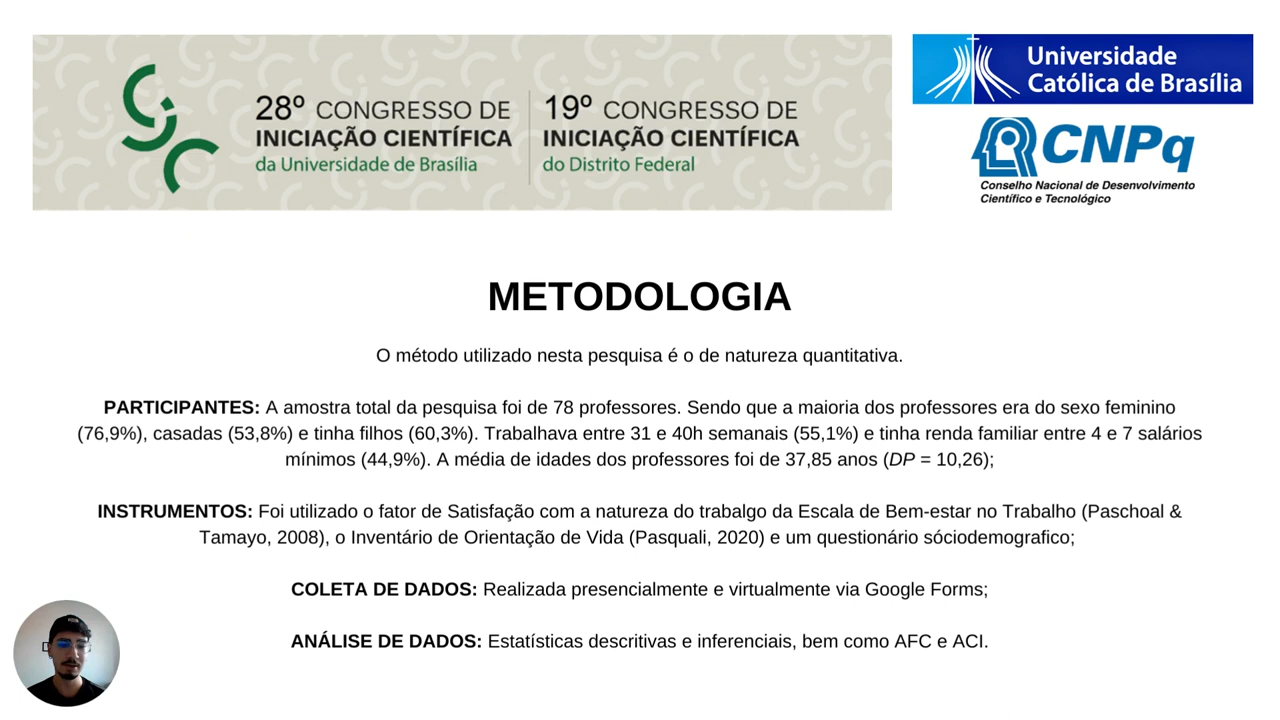 28º CONGRESSO DE
INICIAÇÃO CIENTÍFICA
da Universidade de Brasília
19º CONGRESSO DE
INICIAÇÃO CIENTÍFICA
do Distrito Federal
Universidade
Católica de Brasília
CNPq
Conselho Nacional de Desenvolvimento
Científico e Tecnológico
METODOLOGIA
O método utilizado nesta pesquisa é o de natureza quantitativa.
PARTICIPANTES: A amostra total da pesquisa foi de 78 professores. Sendo que a maioria dos professores era do sexo feminino
(76,9%), casadas (53,8%) e tinha filhos (60,3%). Trabalhava entre 31 e 40h semanais (55,1%) e tinha renda familiar entre 4 e 7 salários
mínimos (44,9%). A média de idades dos professores foi de 37,85 anos (DP = 10,26);
INSTRUMENTOS: Foi utilizado o fator de Satisfação com a natureza do trabalgo da Escala de Bem-estar no Trabalho (Paschoal &
Tamayo, 2008), o Inventário de Orientação de Vida (Pasquali, 2020) e um questionário sóciodemografico;
COLETA DE DADOS: Realizada presencialmente e virtualmente via Google Forms;
ANÁLISE DE DADOS: Estatísticas descritivas e inferenciais, bem como AFC e ACI.